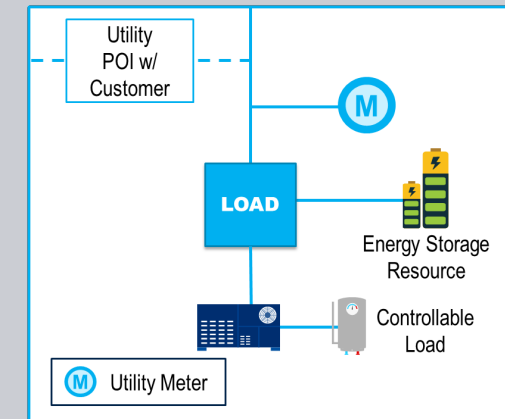 Utility
POI w/
Customer
M
LOAD
Energy Storage
Resource
Controllable
Load
M Utility Meter